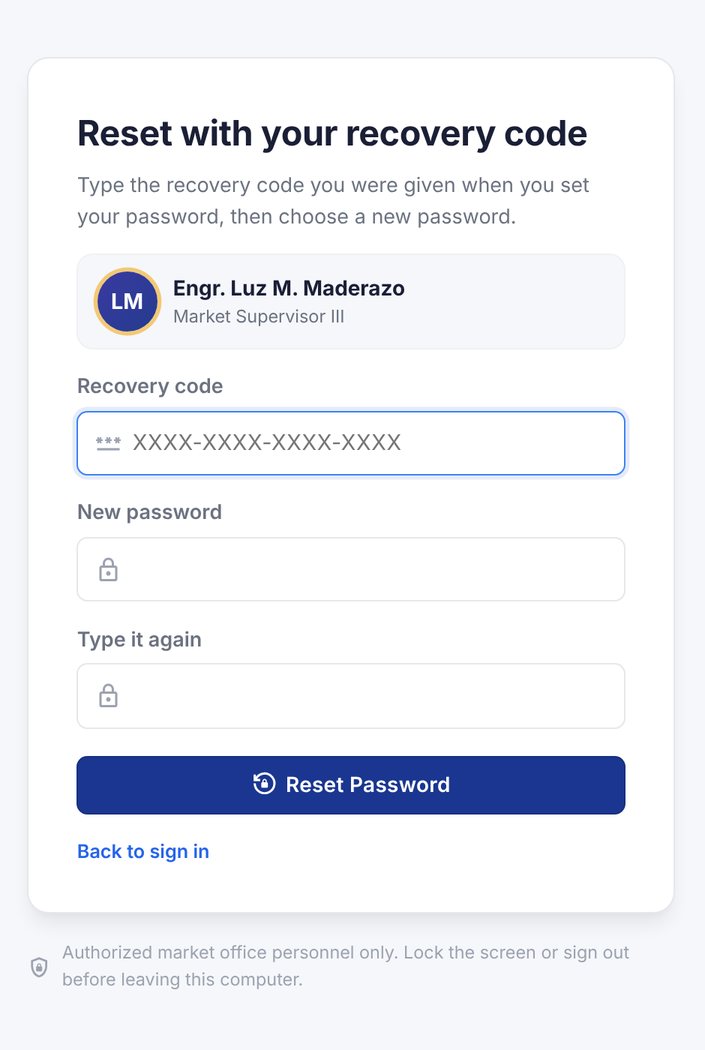 Reset with your recovery code
Type the recovery code you were given when you set
your password, then choose a new password.
LM
Engr. Luz M. Maderazo
Market Supervisor III
Recovery code
XXXX-XXXX-XXXX-XXXX
New password
Type it again
Reset Password
Back to sign in
Authorized market office personnel only. Lock the screen or sign out
before leaving this computer.